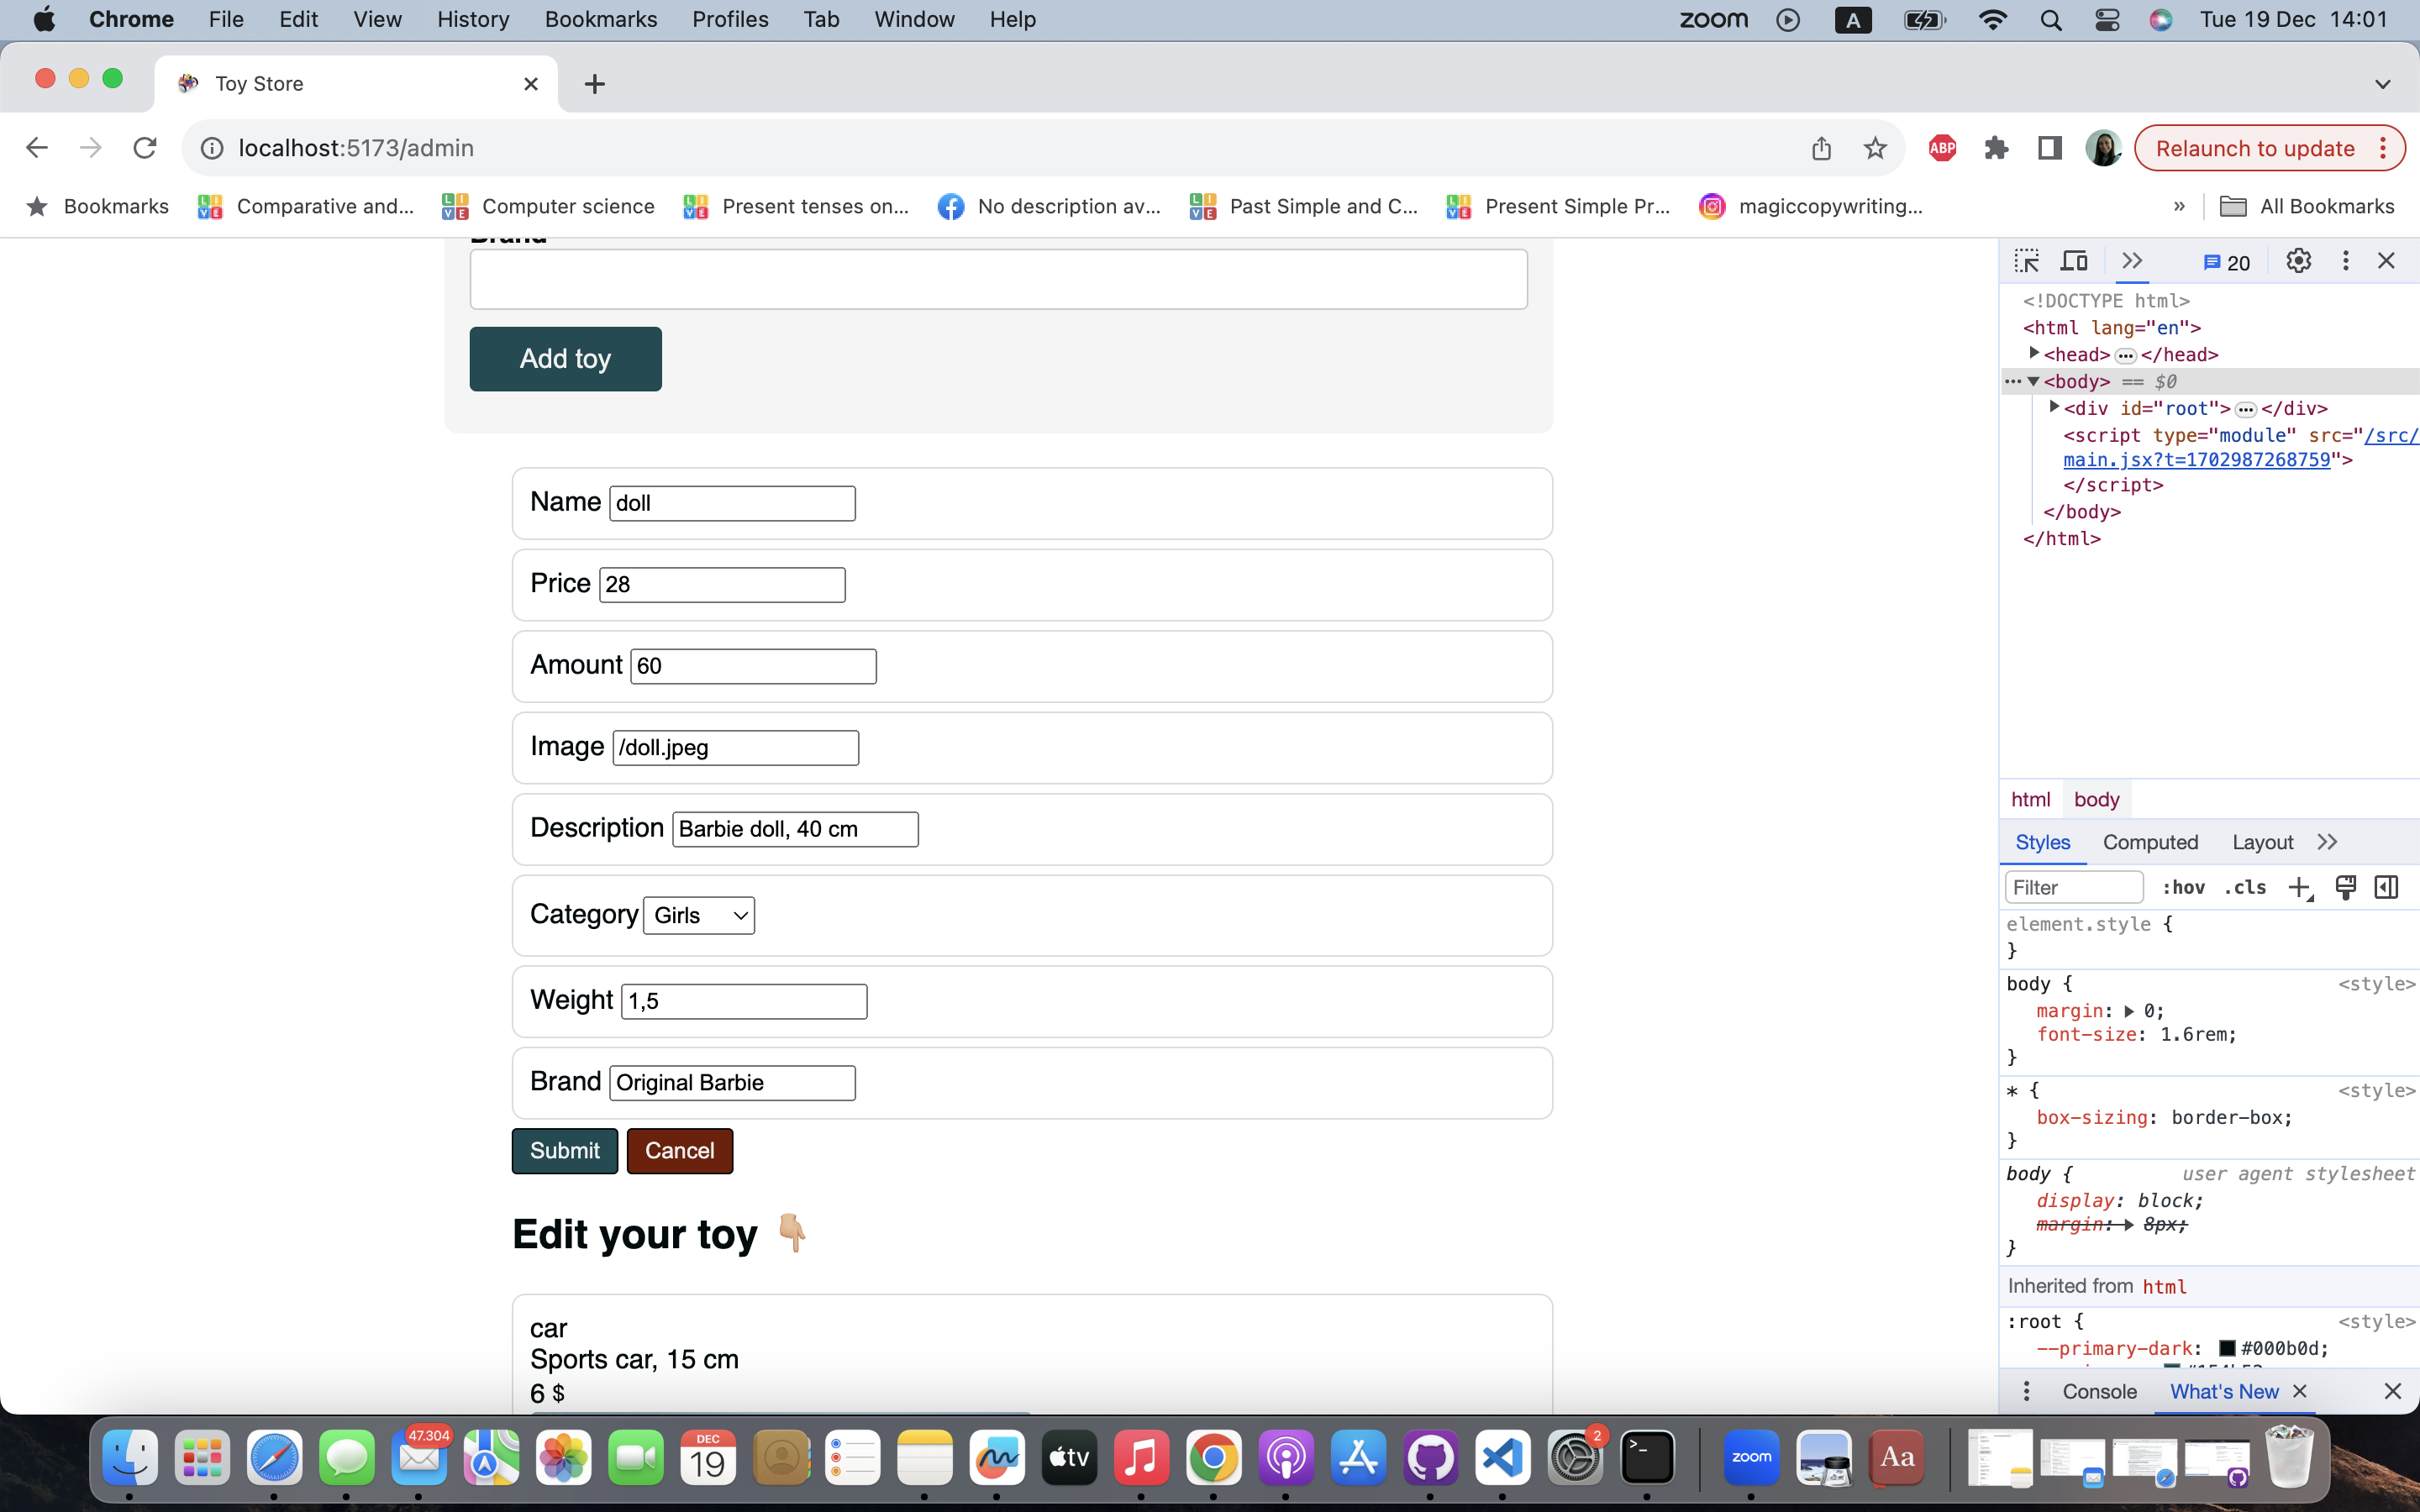 Chrome File Edit View History Bookmarks Profiles Tab Window Help zoom A Tue 19 Dec 14:01
Toy Store
localhost:5173/admin ABP Relaunch to update
Bookmarks Comparative and... Computer science Present tenses on... No description av... Past Simple and C... Present Simple Pr... magiccopywriting... » All Bookmarks
Brand
Add toy
Name doll
Price 28
Amount 60
Image /doll.jpeg
Description Barbie doll, 40 cm
Category Girls
Weight 1,5
Brand Original Barbie
Submit Cancel
Edit your toy 👇🏼
car
Sports car, 15 cm
6 $
20
<!DOCTYPE html>
<html lang="en">
<head> ... </head>
... <body> == $0
<div id="root"> ... </div>
<script type="module" src="/src/
main.jsx?t=1702987268759">
</script>
</body>
</html>
html body
Styles Computed Layout
Filter :hov .cls
element.style {
}
body { <style>
margin: 0;
font-size: 1.6rem;
}
* { <style>
box-sizing: border-box;
}
body { user agent stylesheet
display: block;
margin: 8px;
}
Inherited from html
:root { <style>
--primary-dark: #000b0d;
Console What's New
47.304 DEC 19 tv 2 >_ zoom Aa